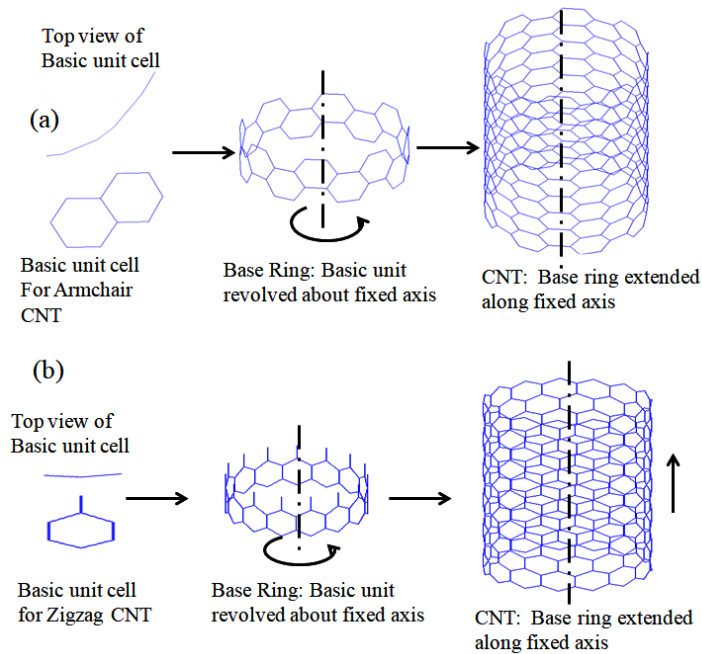 Top view of
Basic unit cell
(a)
Basic unit cell
For Armchair
CNT
Base Ring: Basic unit
revolved about fixed axis
CNT:  Base ring extended
along fixed axis
(b)
Top view of
Basic unit cell
Basic unit cell
for Zigzag CNT
Base Ring: Basic unit
revolved about fixed axis
CNT: Base ring extended
along fixed axis